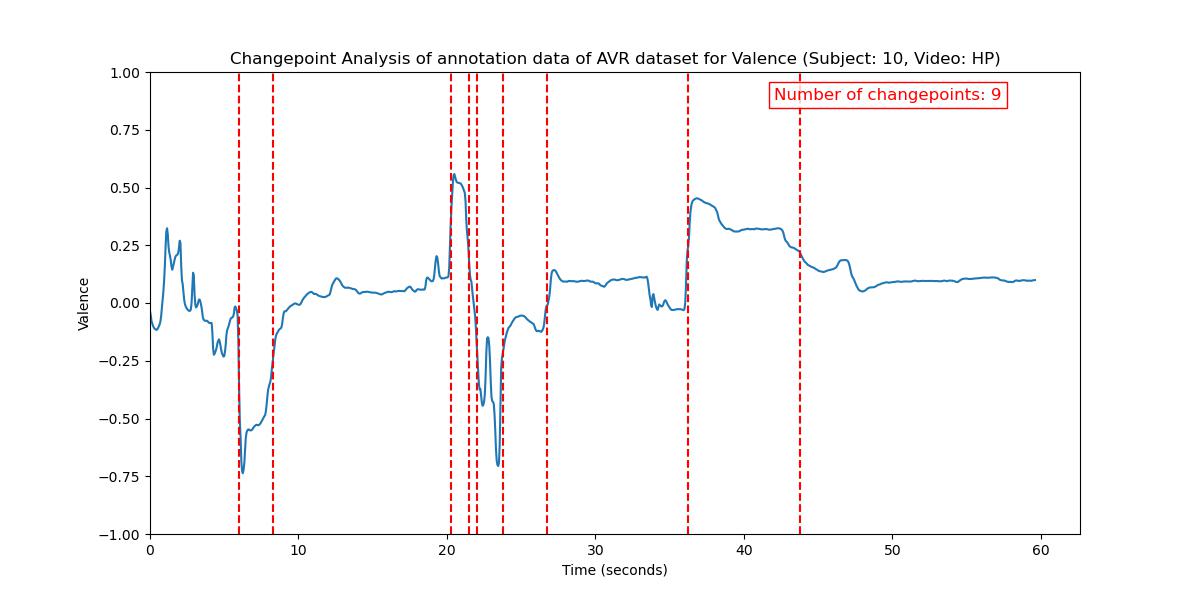 Changepoint Analysis of annotation data of AVR dataset for Valence (Subject: 10, Video: HP)
Number of changepoints: 9
1.00
0.75
0.50
0.25
0.00
−0.25
−0.50
−0.75
−1.00
Valence
0 10 20 30 40 50 60
Time (seconds)